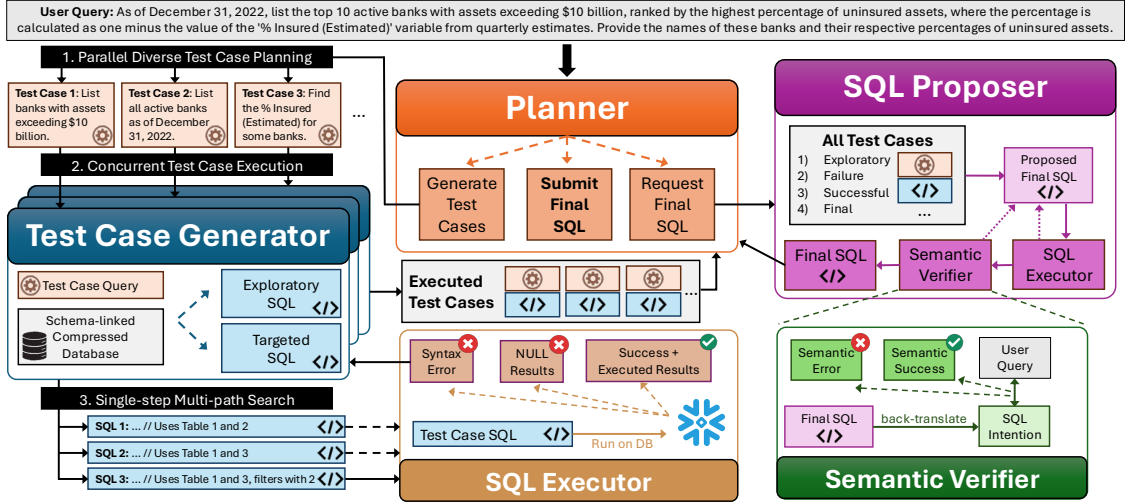 User Query: As of December 31, 2022, list the top 10 active banks with assets exceeding $10 billion, ranked by the highest percentage of uninsured assets, where the percentage is
calculated as one minus the value of the '% Insured (Estimated)' variable from quarterly estimates. Provide the names of these banks and their respective percentages of uninsured assets.
1. Parallel Diverse Test Case Planning
Test Case 1: List
banks with assets
exceeding $10
billion.
Test Case 2: List
all active banks
as of December
31, 2022.
Test Case 3: Find
the % Insured
(Estimated) for
some banks.
...
2. Concurrent Test Case Execution
Test Case Generator
Test Case Query
Schema-linked
Compressed
Database
Exploratory
SQL
</>
Targeted
SQL
</>
3. Single-step Multi-path Search
SQL 1: ... // Uses Table 1 and 2 </>
SQL 2: ... // Uses Table 1 and 3 </>
SQL 3: ... // Uses Table 1 and 3, filters with 2 </>
Planner
Generate
Test
Cases
Submit
Final
SQL
Request
Final
SQL
Executed
Test Cases
</> </> </>
...
Syntax
Error
NULL
Results
Success +
Executed Results
Test Case SQL </>
Run on DB
SQL Executor
SQL Proposer
All Test Cases
1) Exploratory
2) Failure
3) Successful
4) Final
</>
...
Proposed
Final SQL
</>
Final SQL
</>
Semantic
Verifier
SQL
Executor
Semantic
Error
Semantic
Success
User
Query
Final SQL
</>
back-translate
SQL
Intention
Semantic Verifier